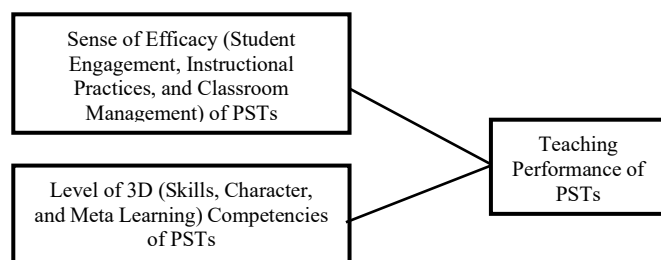 Sense of Efficacy (Student
Engagement, Instructional
Practices, and Classroom
Management) of PSTs
Level of 3D (Skills, Character,
and Meta Learning) Competencies
of PSTs
Teaching
Performance of
PSTs